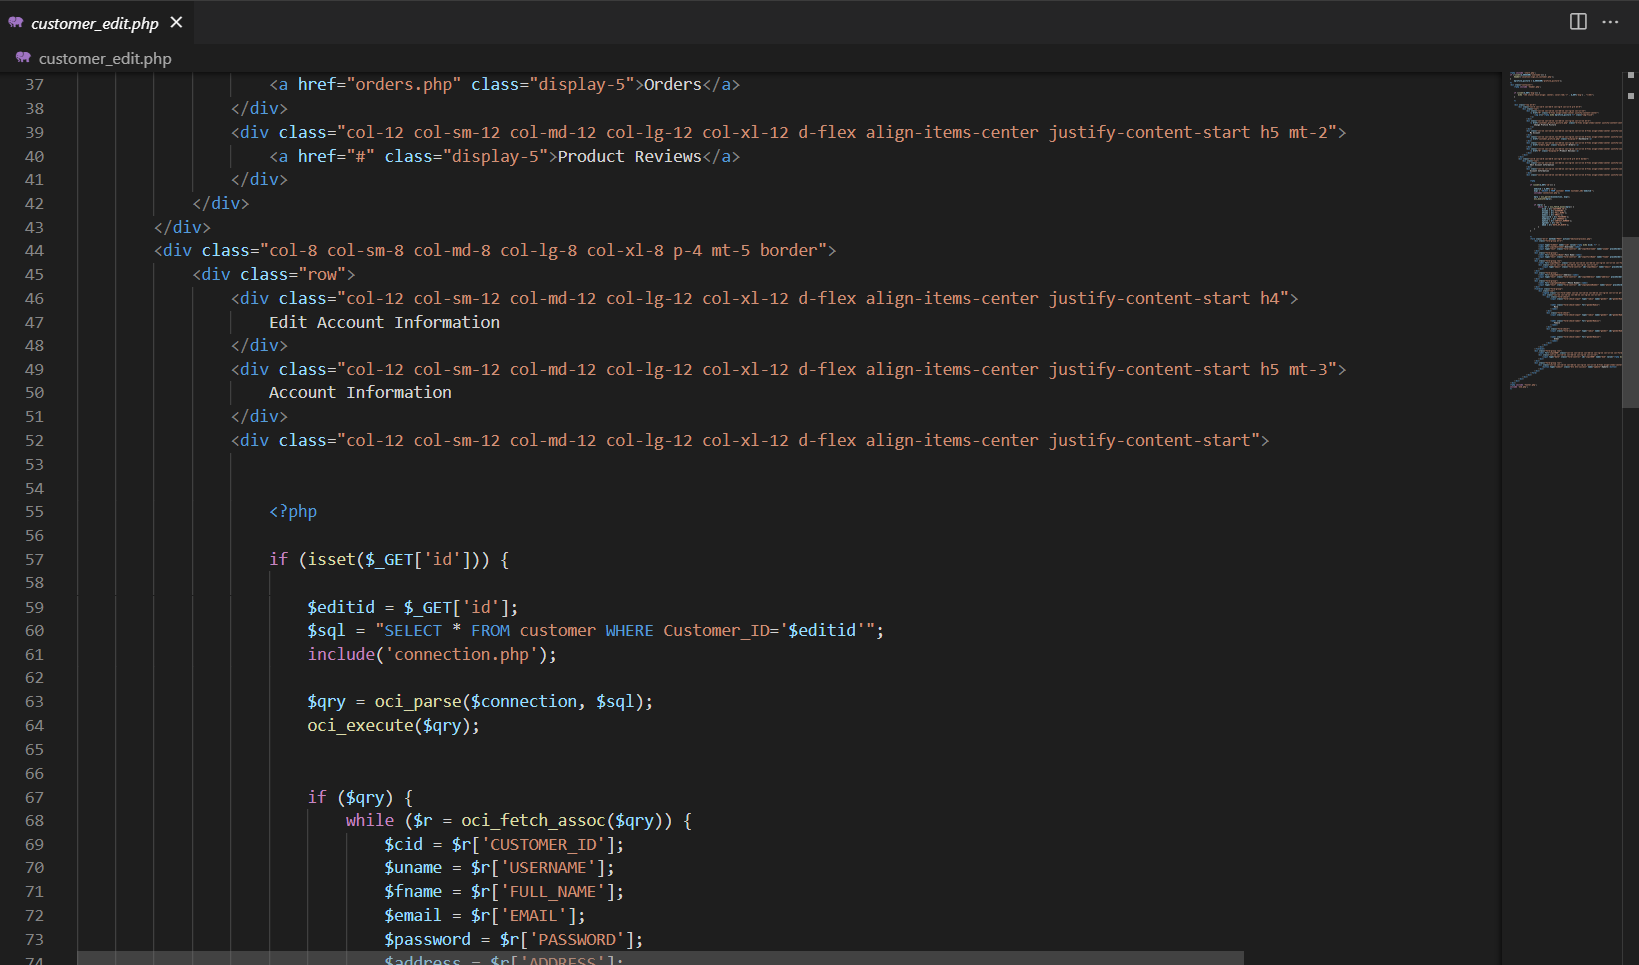 customer_edit.php
customer_edit.php
37 <a href="orders.php" class="display-5">Orders</a>
38 </div>
39 <div class="col-12 col-sm-12 col-md-12 col-lg-12 col-xl-12 d-flex align-items-center justify-content-start h5 mt-2">
40 <a href="#" class="display-5">Product Reviews</a>
41 </div>
42 </div>
43 </div>
44 <div class="col-8 col-sm-8 col-md-8 col-lg-8 col-xl-8 p-4 mt-5 border">
45 <div class="row">
46 <div class="col-12 col-sm-12 col-md-12 col-lg-12 col-xl-12 d-flex align-items-center justify-content-start h4">
47 Edit Account Information
48 </div>
49 <div class="col-12 col-sm-12 col-md-12 col-lg-12 col-xl-12 d-flex align-items-center justify-content-start h5 mt-3">
50 Account Information
51 </div>
52 <div class="col-12 col-sm-12 col-md-12 col-lg-12 col-xl-12 d-flex align-items-center justify-content-start">
53
54
55 <?php
56
57 if (isset($_GET['id'])) {
58
59 $editid = $_GET['id'];
60 $sql = "SELECT * FROM customer WHERE Customer_ID='$editid'";
61 include('connection.php');
62
63 $qry = oci_parse($connection, $sql);
64 oci_execute($qry);
65
66
67 if ($qry) {
68 while ($r = oci_fetch_assoc($qry)) {
69 $cid = $r['CUSTOMER_ID'];
70 $uname = $r['USERNAME'];
71 $fname = $r['FULL_NAME'];
72 $email = $r['EMAIL'];
73 $password = $r['PASSWORD'];
74 $address = $r['ADDRESS'];